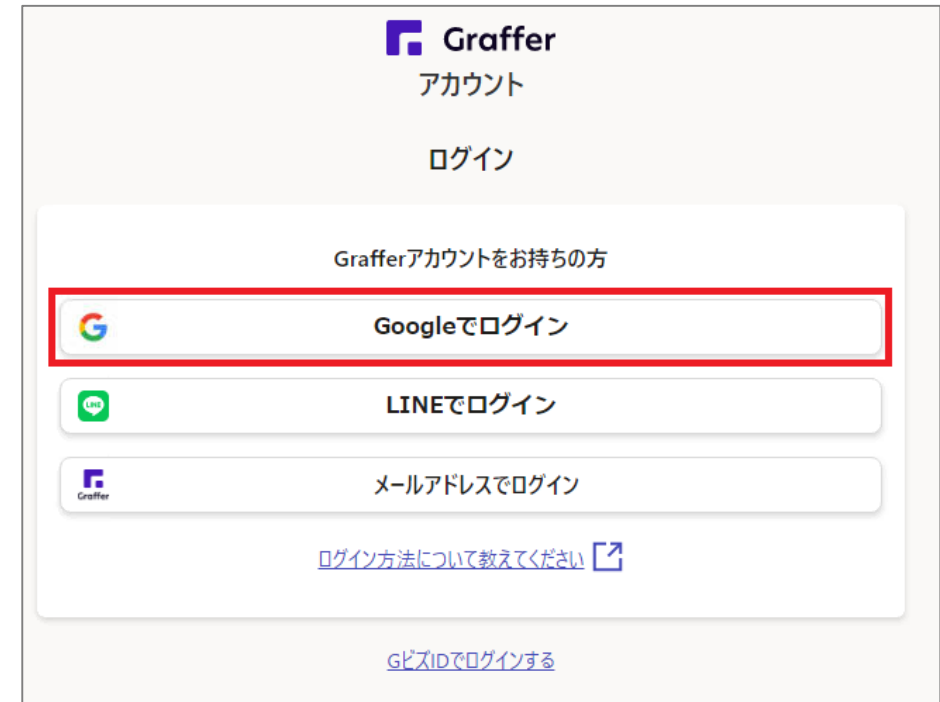 Graffer
アカウント
ログイン
Grafferアカウントをお持ちの方
Googleでログイン
LINE
LINEでログイン
Graffer
メールアドレスでログイン
ログイン方法について教えてください
GビズIDでログインする